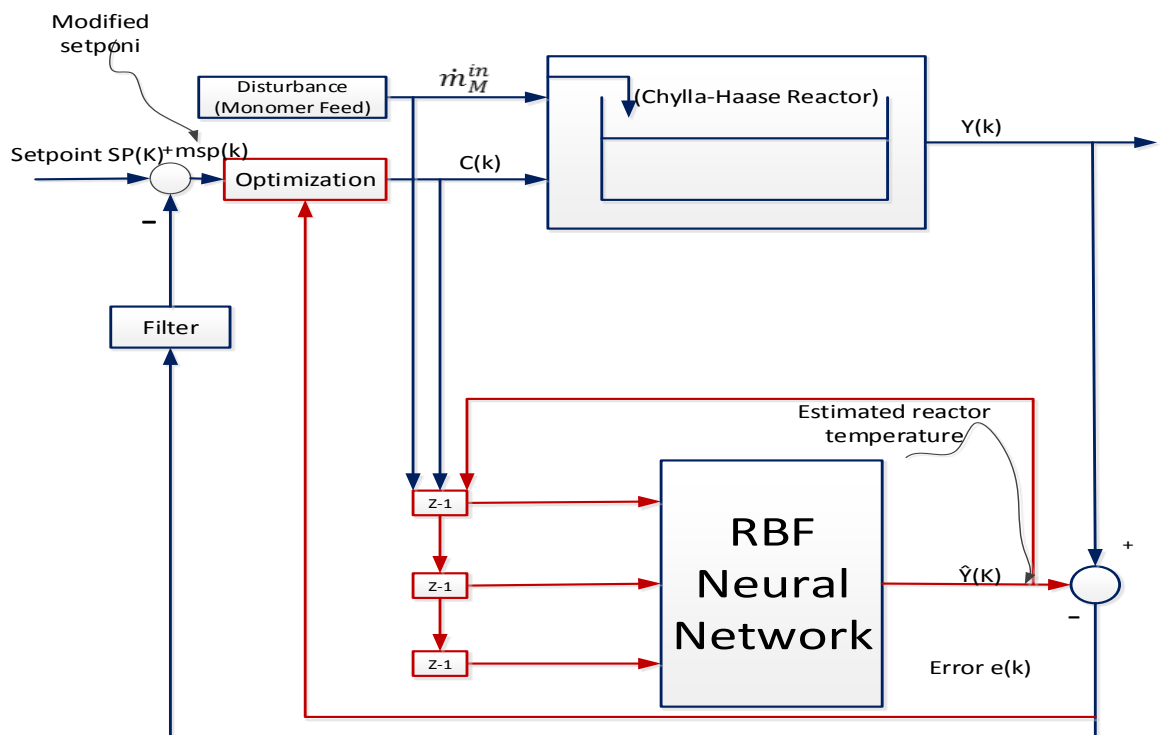 Modified
setponi
Disturbance
(Monomer Feed)
ṁ_M^in
(Chylla-Haase Reactor)
Y(k)
Setpoint SP(K)
+msp(k)
Optimization
C(k)
−
Filter
Estimated reactor
temperature
Z-1
RBF
Neural
Network
+
Z-1
Ŷ(K)
−
Z-1
Error e(k)